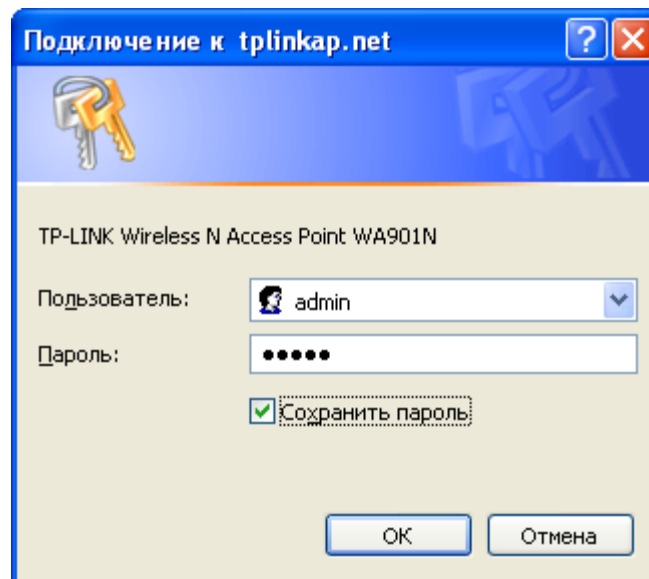 Подключение к tplinkap.net
TP-LINK Wireless N Access Point WA901N
Пользователь: admin
Пароль: •••••
Сохранить пароль
OK Отмена